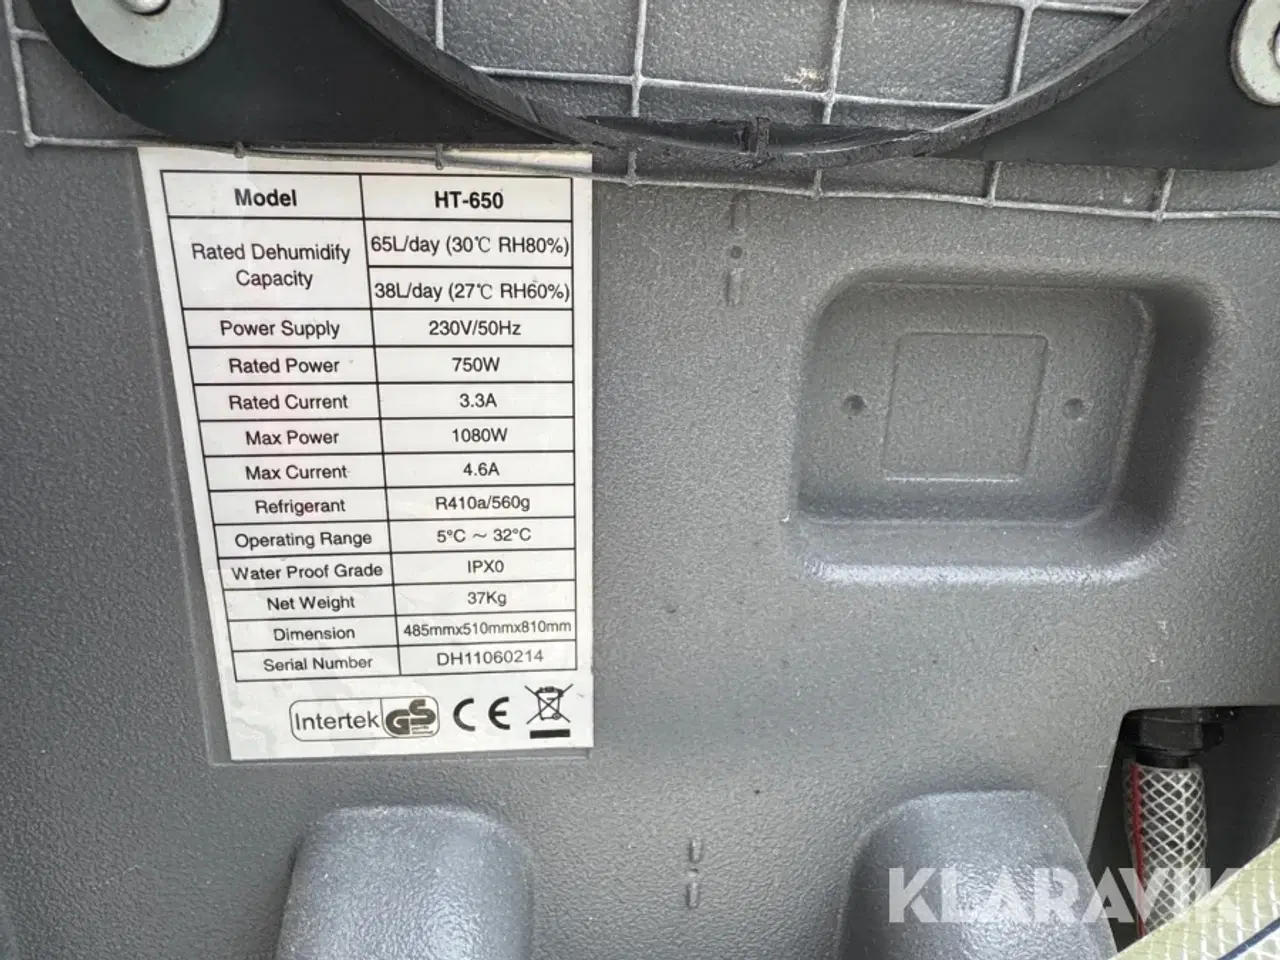 Model HT-650
Rated Dehumidify Capacity 65L/day (30℃ RH80%)
38L/day (27℃ RH60%)
Power Supply 230V/50Hz
Rated Power 750W
Rated Current 3.3A
Max Power 1080W
Max Current 4.6A
Refrigerant R410a/560g
Operating Range 5°C ~ 32°C
Water Proof Grade IPX0
Net Weight 37Kg
Dimension 485mmx510mmx810mm
Serial Number DH11060214
Intertek GS CE
KLARAVIK